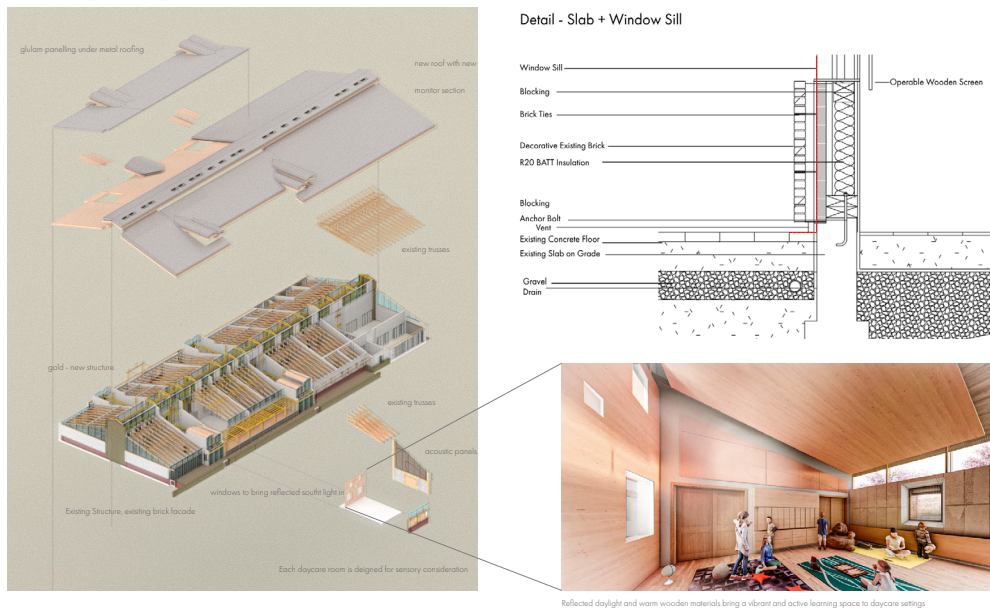 glulam panelling under metal roofing
new roof with new
monitor section
existing trusses
gold - new structure
existing trusses
acoustic panels
windows to bring reflected southt light in
Existing Structure, exisiting brick facade
Each daycare room is deigned for sensory consideration
Detail - Slab + Window Sill
Window Sill
Operable Wooden Screen
Blocking
Brick Ties
Decorative Existing Brick
R20 BATT Insulation
Blocking
Anchor Bolt
Vent
Existing Concrete Floor
Existing Slab on Grade
Gravel
Drain
Reflected daylight and warm wooden materials bring a vibrant and active learning space to daycare settings